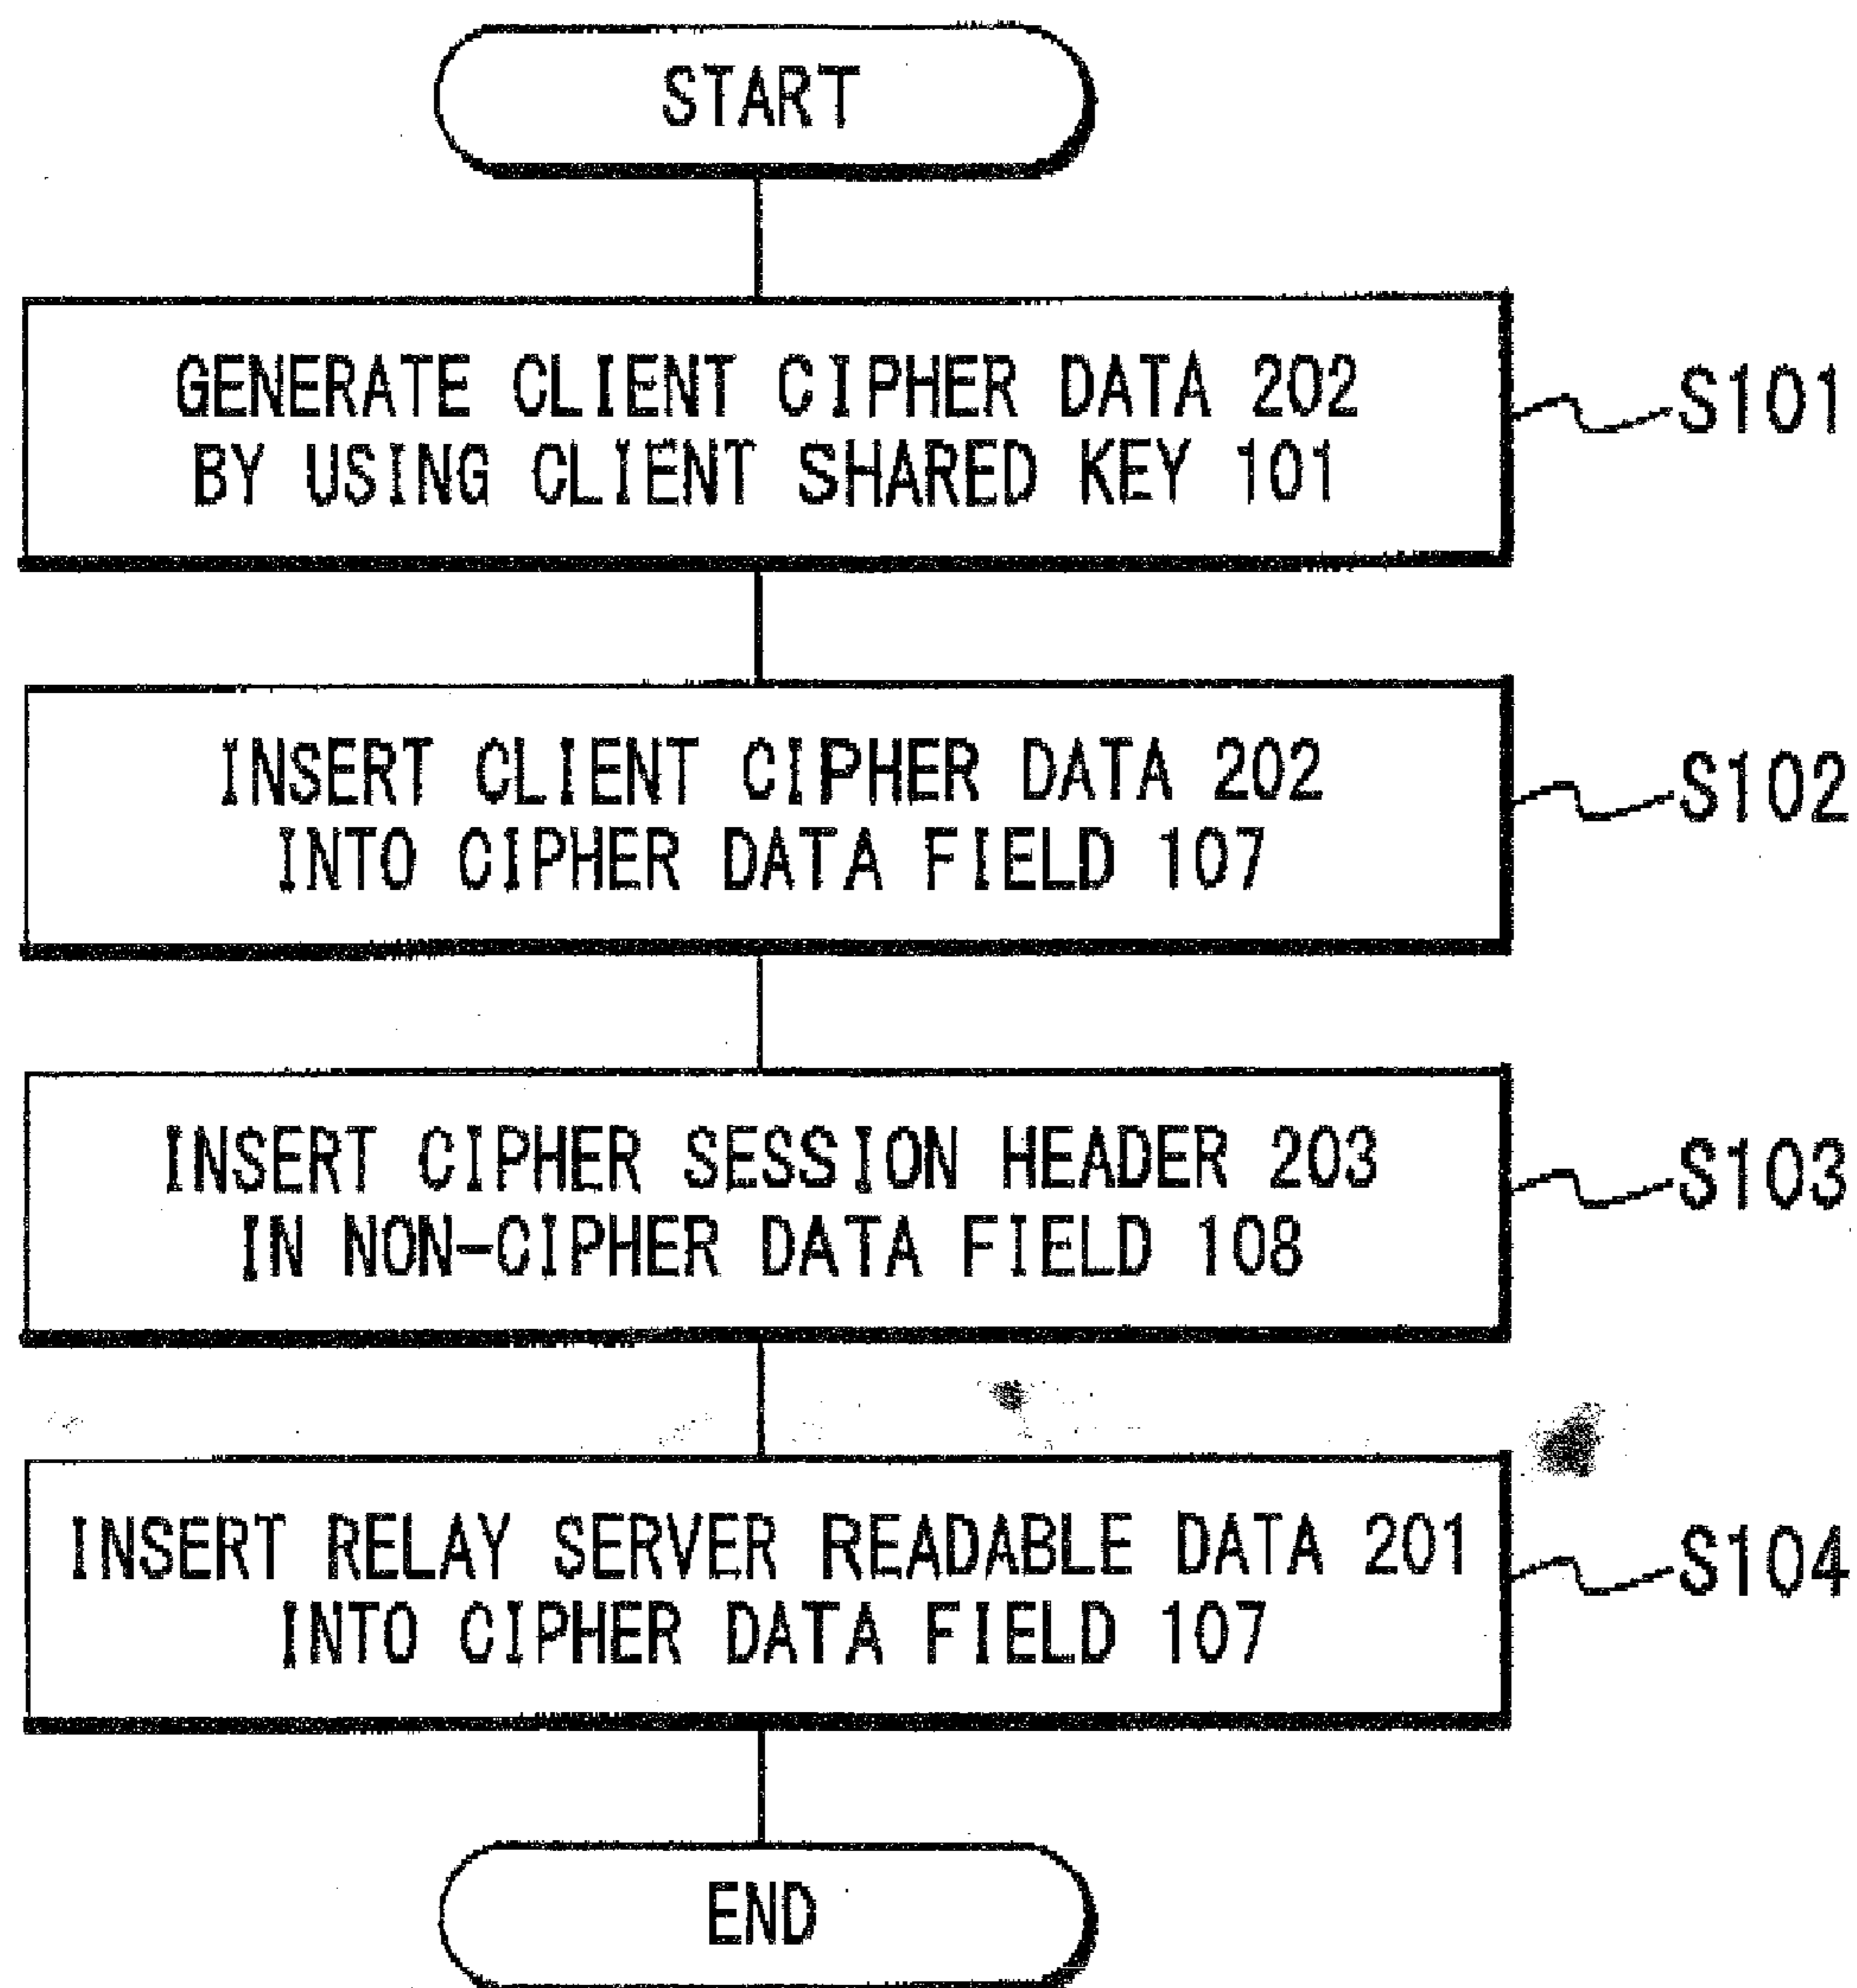 START
GENERATE CLIENT CIPHER DATA 202
BY USING CLIENT SHARED KEY 101
S101
INSERT CLIENT CIPHER DATA 202
INTO CIPHER DATA FIELD 107
S102
INSERT CIPHER SESSION HEADER 203
IN NON-CIPHER DATA FIELD 108
S103
INSERT RELAY SERVER READABLE DATA 201
INTO CIPHER DATA FIELD 107
S104
END